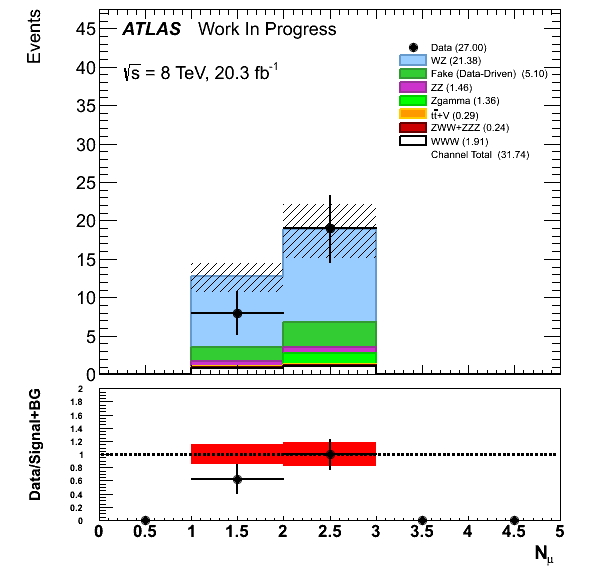 Events
ATLAS Work In Progress
√s = 8 TeV, 20.3 fb⁻¹
Data (27.00)
WZ (21.38)
Fake (Data-Driven) (5.10)
ZZ (1.46)
Zgamma (1.36)
tt̄+V (0.29)
ZWW+ZZZ (0.24)
WWW (1.91)
Channel Total (31.74)
45
40
35
30
25
20
15
10
5
0
Data/Signal+BG
2
1.8
1.6
1.4
1.2
1
0.8
0.6
0.4
0.2
0
0 0.5 1 1.5 2 2.5 3 3.5 4 4.5 5
Nμ